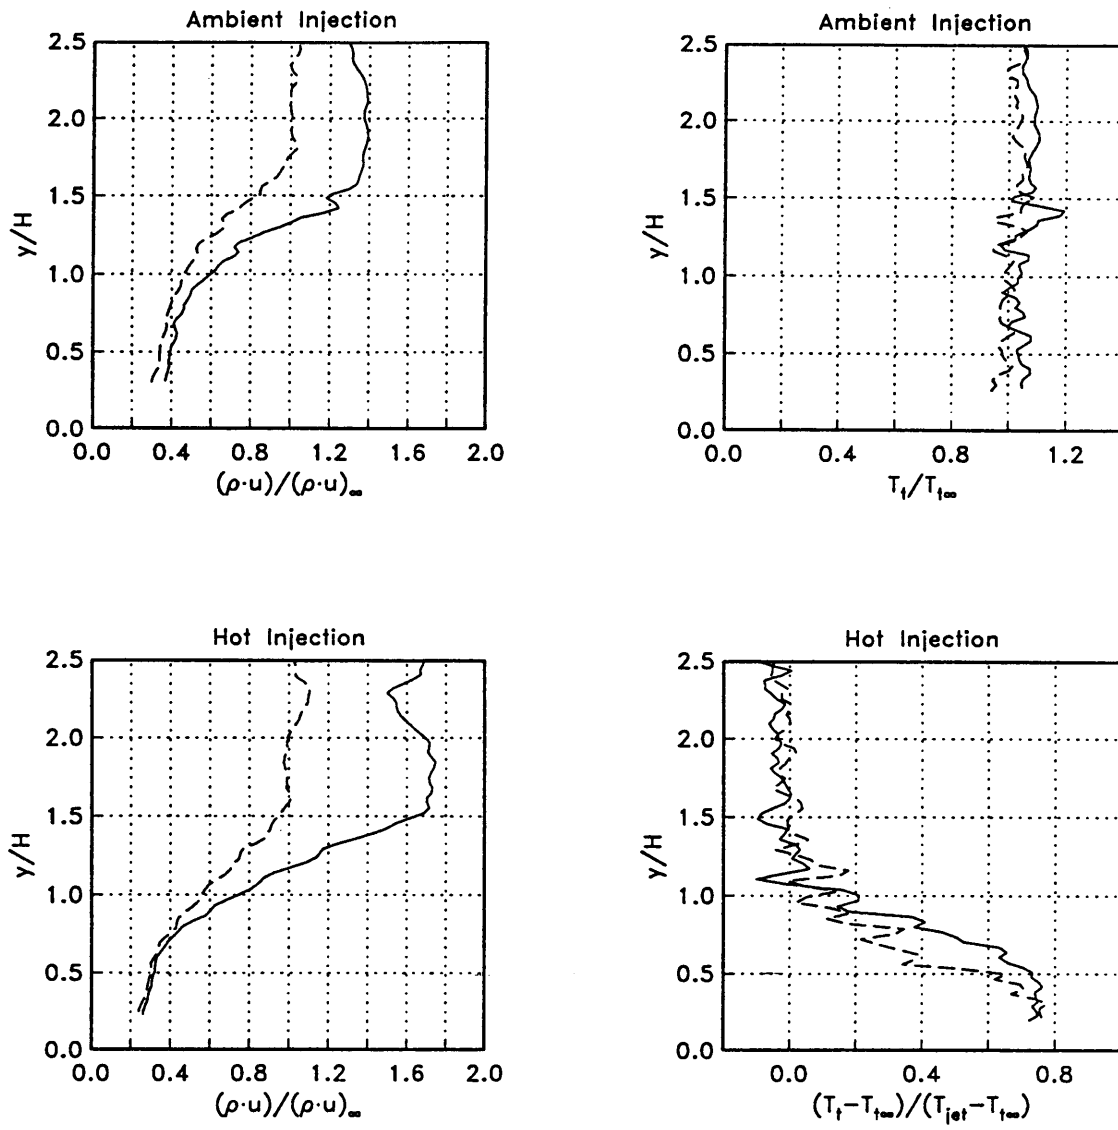 Ambient Injection
2.5
2.0
1.5
1.0
0.5
0.0
y/H
0.0 0.4 0.8 1.2 1.6 2.0
(ρ·u)/(ρ·u)∞
Ambient Injection
2.5
2.0
1.5
1.0
0.5
0.0
y/H
0.0 0.4 0.8 1.2
Tt/Tt∞
Hot Injection
2.5
2.0
1.5
1.0
0.5
0.0
y/H
0.0 0.4 0.8 1.2 1.6 2.0
(ρ·u)/(ρ·u)∞
Hot Injection
2.5
2.0
1.5
1.0
0.5
0.0
y/H
0.0 0.4 0.8
(Tt−Tt∞)/(Tjet−Tt∞)